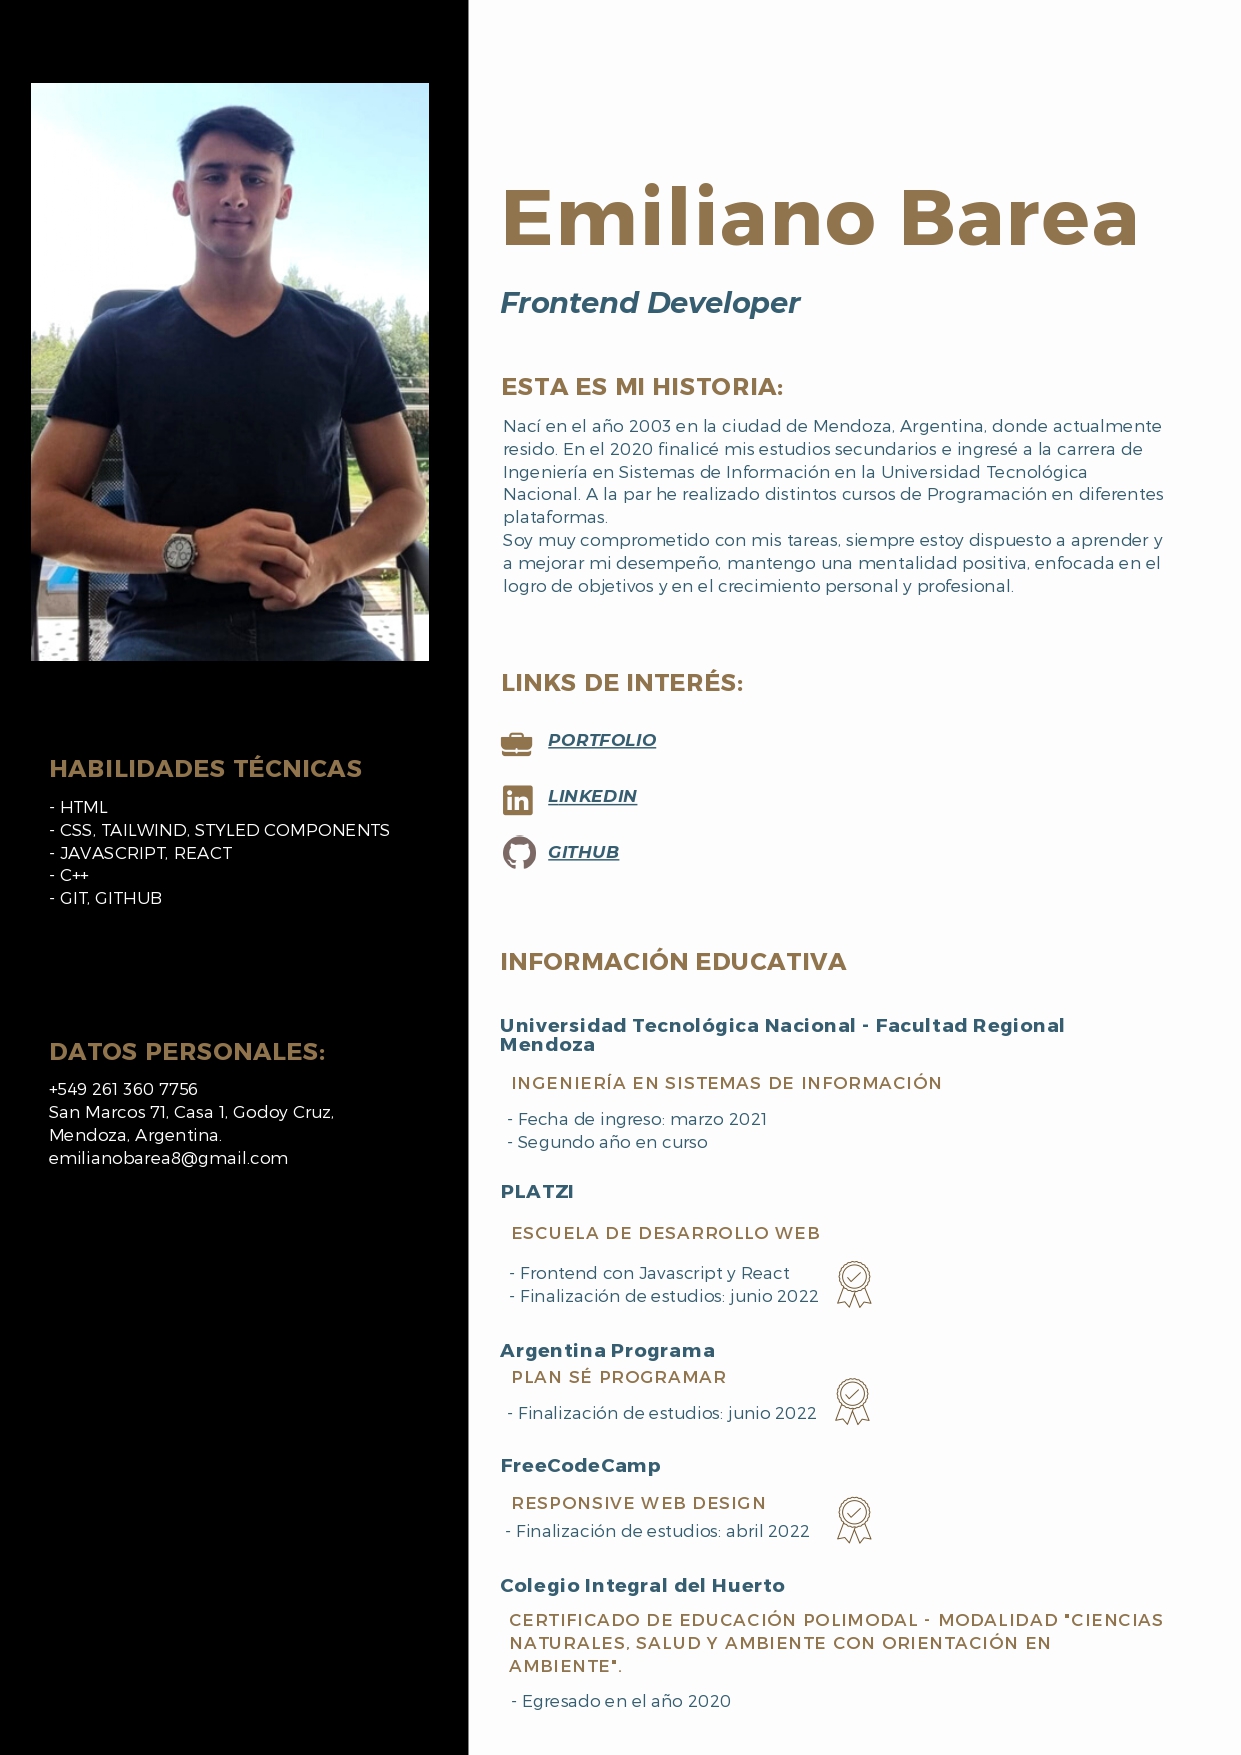 Emiliano Barea
Frontend Developer
ESTA ES MI HISTORIA:
Nací en el año 2003 en la ciudad de Mendoza, Argentina, donde actualmente
resido. En el 2020 finalicé mis estudios secundarios e ingresé a la carrera de
Ingeniería en Sistemas de Información en la Universidad Tecnológica
Nacional. A la par he realizado distintos cursos de Programación en diferentes
plataformas.
Soy muy comprometido con mis tareas, siempre estoy dispuesto a aprender y
a mejorar mi desempeño, mantengo una mentalidad positiva, enfocada en el
logro de objetivos y en el crecimiento personal y profesional.
LINKS DE INTERÉS:
PORTFOLIO
LINKEDIN
GITHUB
HABILIDADES TÉCNICAS
- HTML
- CSS, TAILWIND, STYLED COMPONENTS
- JAVASCRIPT, REACT
- C++
- GIT, GITHUB
DATOS PERSONALES:
+549 261 360 7756
San Marcos 71, Casa 1, Godoy Cruz,
Mendoza, Argentina.
emilianobarea8@gmail.com
INFORMACIÓN EDUCATIVA
Universidad Tecnológica Nacional - Facultad Regional
Mendoza
INGENIERÍA EN SISTEMAS DE INFORMACIÓN
- Fecha de ingreso: marzo 2021
- Segundo año en curso
PLATZI
ESCUELA DE DESARROLLO WEB
- Frontend con Javascript y React
- Finalización de estudios: junio 2022
Argentina Programa
PLAN SÉ PROGRAMAR
- Finalización de estudios: junio 2022
FreeCodeCamp
RESPONSIVE WEB DESIGN
- Finalización de estudios: abril 2022
Colegio Integral del Huerto
CERTIFICADO DE EDUCACIÓN POLIMODAL - MODALIDAD "CIENCIAS
NATURALES, SALUD Y AMBIENTE CON ORIENTACIÓN EN
AMBIENTE".
- Egresado en el año 2020